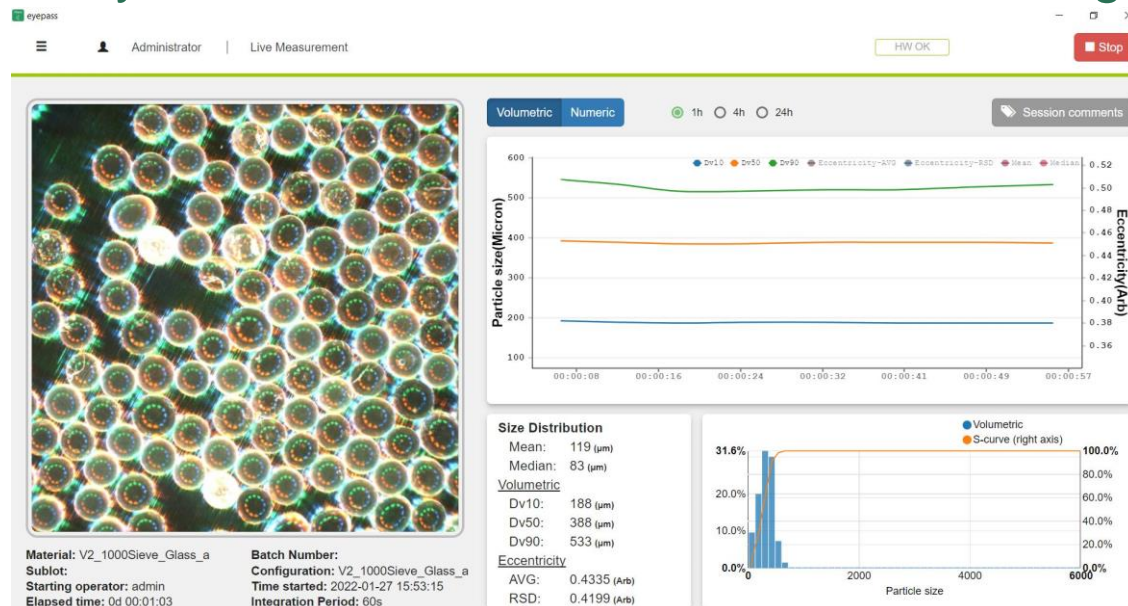 eyepass
Administrator | Live Measurement
HW OK
Stop
Volumetric Numeric
1h 4h 24h
Session comments
Dv10 Dv50 Dv90 Eccentricity-AVG Eccentricity-RSD Mean Median
600
500
400
300
200
100
Particle size(Micron)
0.52
0.50
0.48
0.46
0.44
0.42
0.40
0.38
0.36
Eccentricity(Arb)
00:00:08 00:00:16 00:00:24 00:00:32 00:00:41 00:00:49 00:00:57
Size Distribution
Mean: 119 (μm)
Median: 83 (μm)
Volumetric
Dv10: 188 (μm)
Dv50: 388 (μm)
Dv90: 533 (μm)
Eccentricity
AVG: 0.4335 (Arb)
RSD: 0.4199 (Arb)
Volumetric
S-curve (right axis)
31.6%
20.0%
10.0%
0.0%
100.0%
80.0%
60.0%
40.0%
20.0%
0.0%
0 2000 4000 6000
Particle size
Material: V2_1000Sieve_Glass_a
Sublot:
Starting operator: admin
Elapsed time: 0d 00:01:03
Batch Number:
Configuration: V2_1000Sieve_Glass_a
Time started: 2022-01-27 15:53:15
Integration Period: 60s